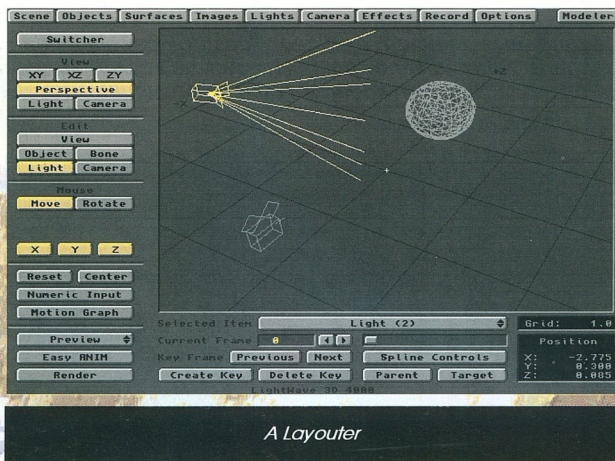 Scene Objects Surfaces Images Lights Camera Effects Record Options Modeler
Switcher
View
XY XZ ZY
Perspective
Light Camera
Edit
View
Object Bone
Light Camera
Mouse
Move Rotate
X Y Z
Reset Center
Numeric Input
Motion Graph
Preview
Easy ANIM
Render
-X
+Z
Selected Item Light (2)
Current Frame 0
Key Frame Previous Next Spline Controls
Create Key Delete Key Parent Target
LightWave 3D 4000
Grid: 1.0
Position
X: -2.775
Y: 0.300
Z: 0.085
A Layouter